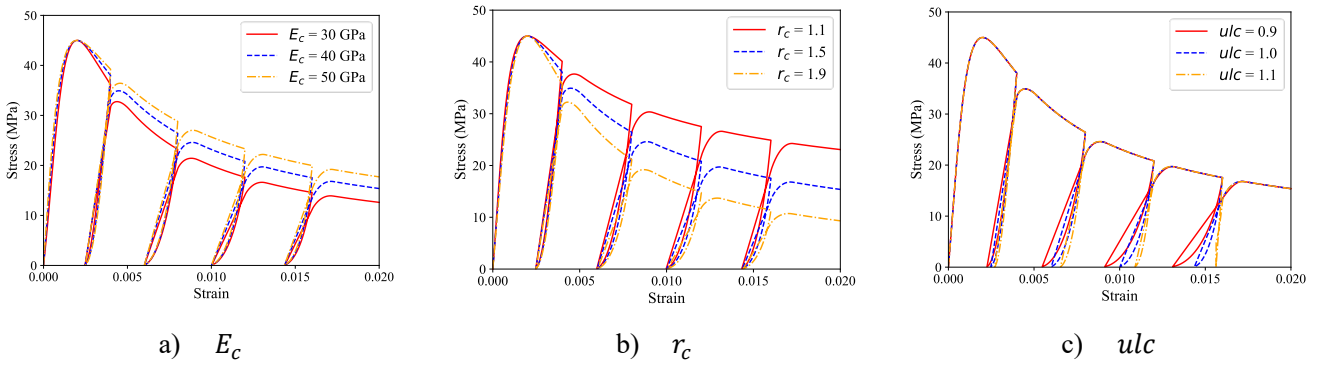 50
40
30
20
10
0
Stress (MPa)
0.000 0.005 0.010 0.015 0.020
Strain
E_c = 30 GPa
E_c = 40 GPa
E_c = 50 GPa
a) E_c
50
40
30
20
10
0
Stress (MPa)
0.000 0.005 0.010 0.015 0.020
Strain
r_c = 1.1
r_c = 1.5
r_c = 1.9
b) r_c
50
40
30
20
10
0
Stress (MPa)
0.000 0.005 0.010 0.015 0.020
Strain
ulc = 0.9
ulc = 1.0
ulc = 1.1
c) ulc